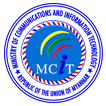 MINISTRY OF COMMUNICATIONS AND INFORMATION TECHNOLOGY
MCiT
REPUBLIC OF THE UNION OF MYANMAR